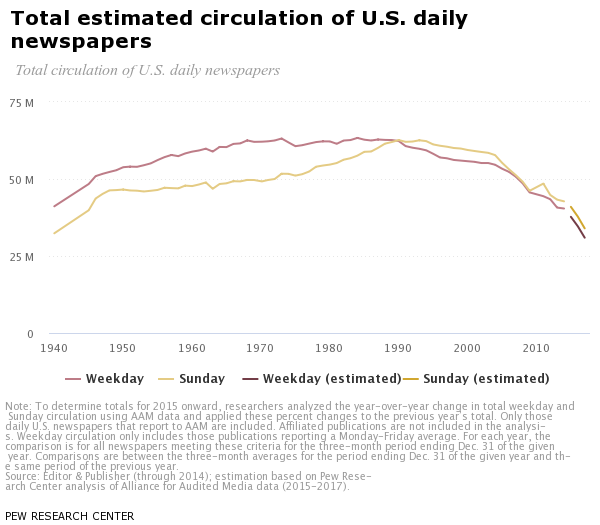 Total estimated circulation of U.S. daily
newspapers
Total circulation of U.S. daily newspapers
75 M
50 M
25 M
0
1940 1950 1960 1970 1980 1990 2000 2010
Weekday Sunday Weekday (estimated) Sunday (estimated)
Note: To determine totals for 2015 onward, researchers analyzed the year-over-year change in total weekday and
Sunday circulation using AAM data and applied these percent changes to the previous year's total. Only those
daily U.S. newspapers that report to AAM are included. Affiliated publications are not included in the analysi-
s. Weekday circulation only includes those publications reporting a Monday-Friday average. For each year, the
comparison is for all newspapers meeting these criteria for the three-month period ending Dec. 31 of the given
year. Comparisons are between the three-month averages for the period ending Dec. 31 of the given year and th-
e same period of the previous year.
Source: Editor & Publisher (through 2014); estimation based on Pew Rese-
arch Center analysis of Alliance for Audited Media data (2015-2017).
PEW RESEARCH CENTER